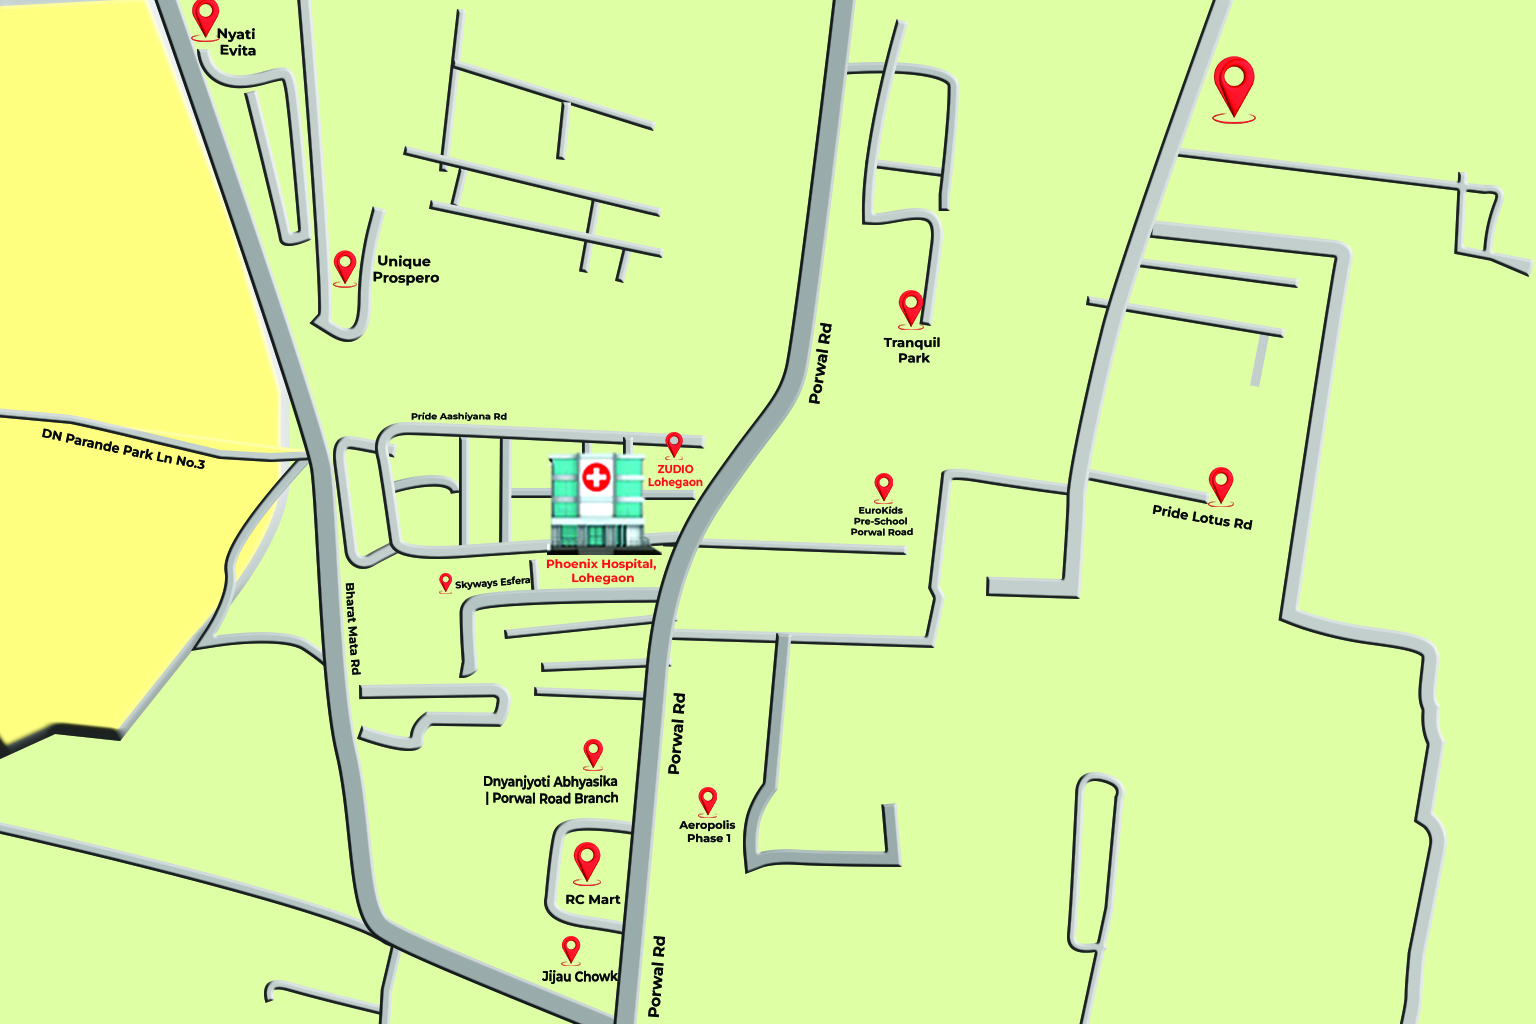 Nyati
Evita
Unique
Prospero
Porwal Rd
Tranquil
Park
Pride Aashiyana Rd
DN Parande Park Ln No.3
ZUDIO
Lohegaon
EuroKids
Pre-School
Porwal Road
Pride Lotus Rd
Phoenix Hospital,
Lohegaon
Skyways Esfera
Bharat Mata Rd
Porwal Rd
Dnyanjyoti Abhyasika
| Porwal Road Branch
Aeropolis
Phase 1
RC Mart
Jijau Chowk
Porwal Rd